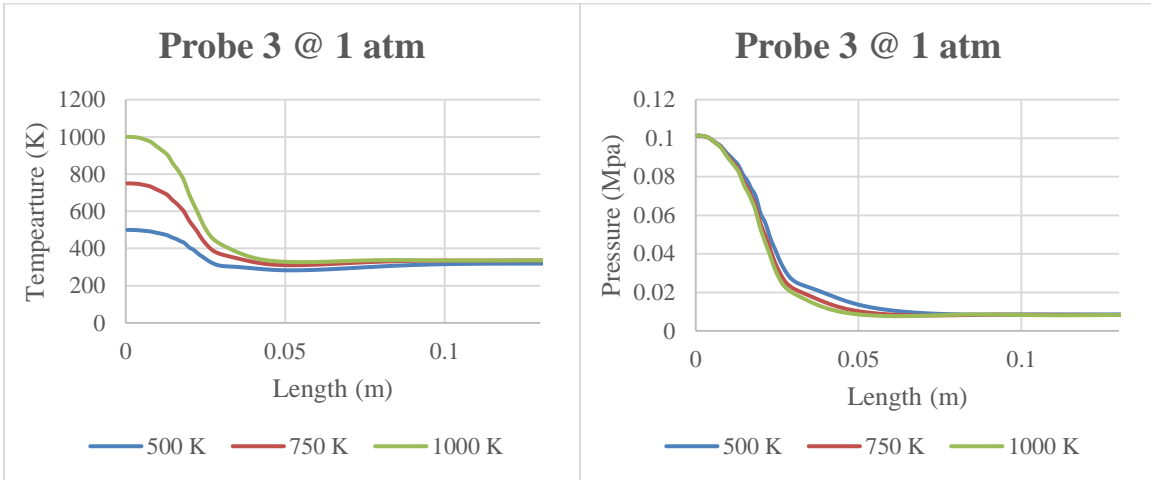 Probe 3 @ 1 atm
1200
1000
800
600
400
200
0
Tempearture (K)
0
0.05
0.1
Length (m)
500 K
750 K
1000 K
Probe 3 @ 1 atm
0.12
0.1
0.08
0.06
0.04
0.02
0
Pressure (Mpa)
0
0.05
0.1
Length (m)
500 K
750 K
1000 K